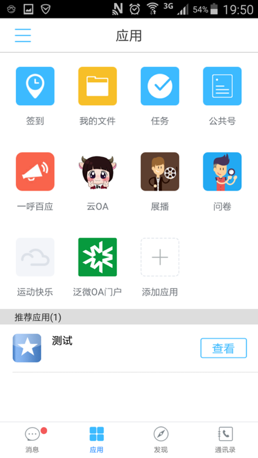 3G 54% 19:50
应用
签到 我的文件 任务 公共号
一呼百应 云OA 展播 问卷
运动快乐 泛微OA门户 添加应用
推荐应用(1)
测试 查看
消息 应用 发现 通讯录